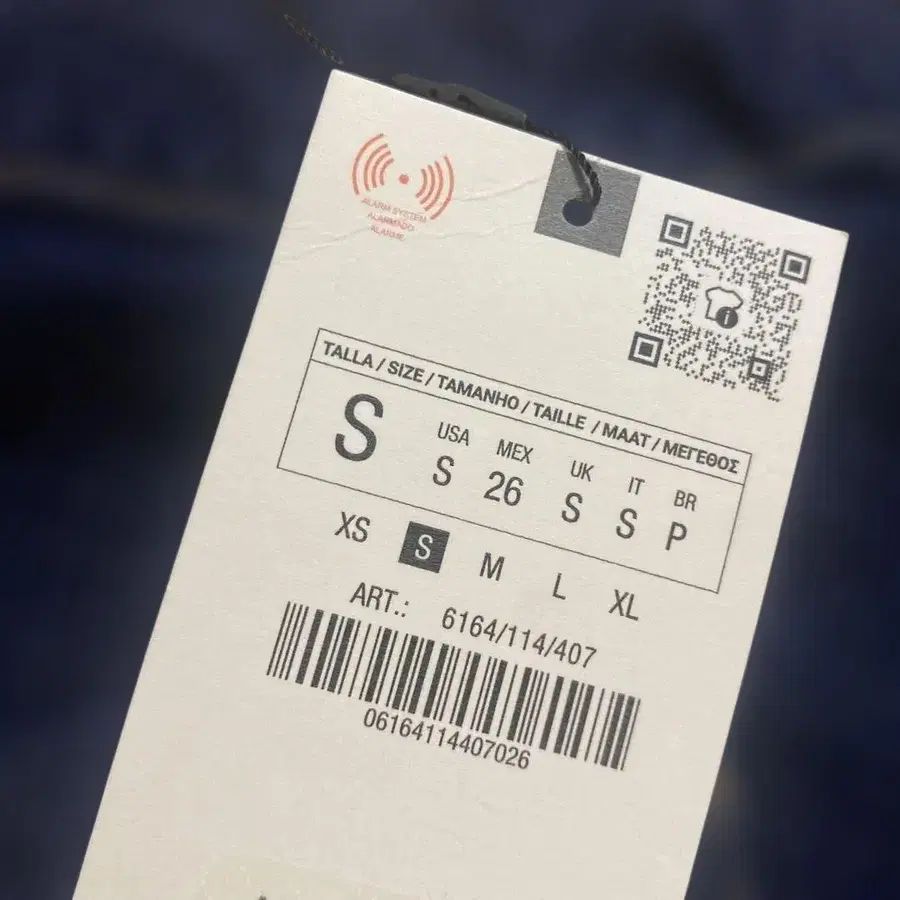 ALARM SYSTEM
ALARMADO
ALARME
TALLA / SIZE / TAMANHO / TAILLE / MAAT / ΜΕΓΕΘΟΣ
S USA S MEX 26 UK S IT S BR P
XS S M L XL
ART.: 6164/114/407
06164114407026